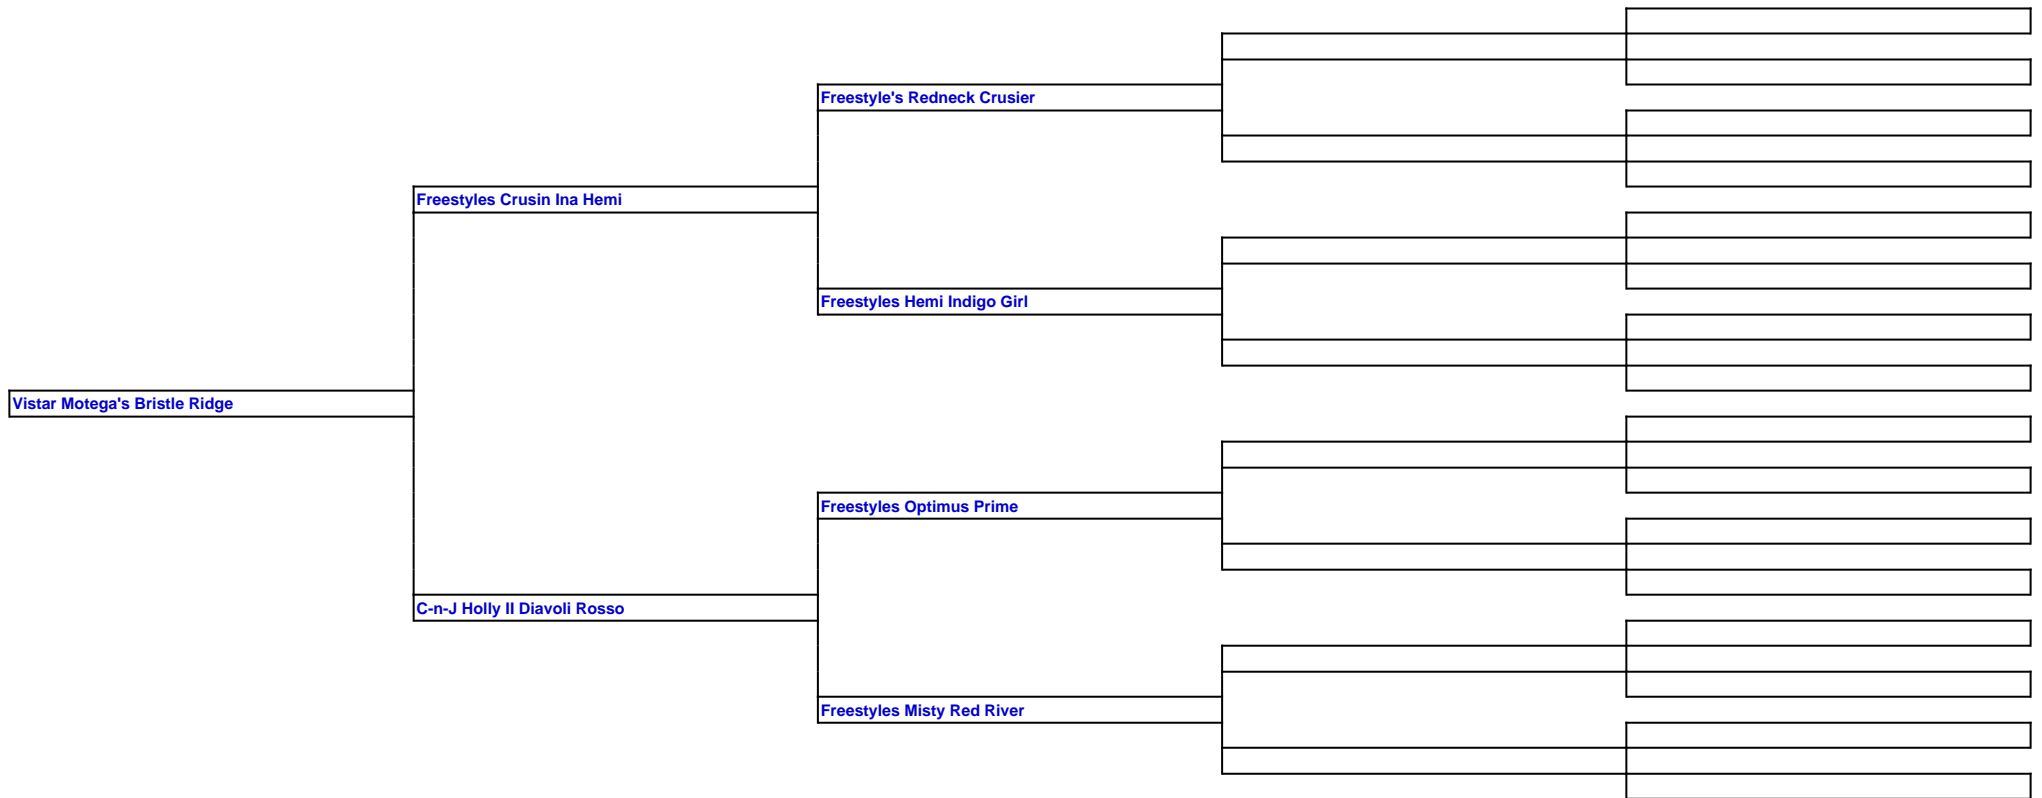 Freestyle's Redneck Crusier
Freestyles Crusin Ina Hemi
Freestyles Hemi Indigo Girl
Vistar Motega's Bristle Ridge
Freestyles Optimus Prime
C-n-J Holly II Diavoli Rosso
Freestyles Misty Red River